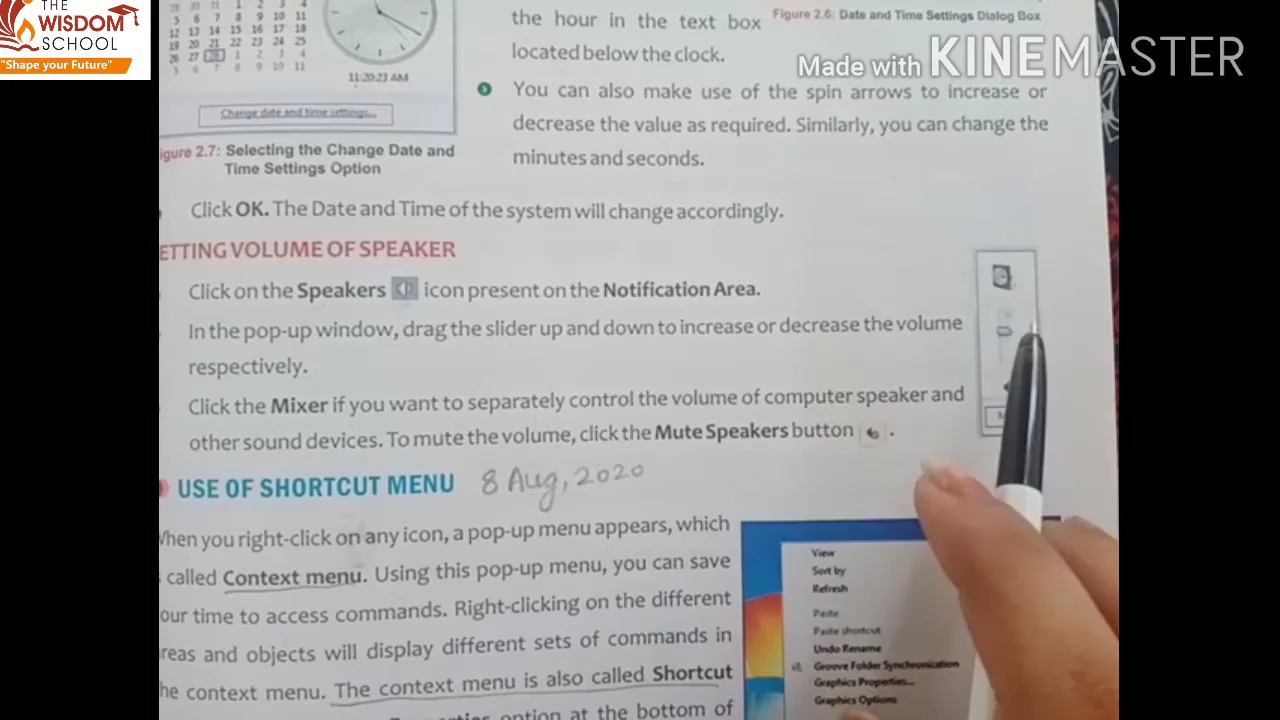 THE
WISDOM
SCHOOL
"Shape your Future"
Made with KINEMASTER
11:20:23 AM
Change date and time settings...
igure 2.7: Selecting the Change Date and
Time Settings Option
the hour in the text box
located below the clock.
Figure 2.6: Date and Time Settings Dialog Box
You can also make use of the spin arrows to increase or
decrease the value as required. Similarly, you can change the
minutes and seconds.
Click OK. The Date and Time of the system will change accordingly.
ETTING VOLUME OF SPEAKER
Click on the Speakers icon present on the Notification Area.
In the pop-up window, drag the slider up and down to increase or decrease the volume
respectively.
Click the Mixer if you want to separately control the volume of computer speaker and
other sound devices. To mute the volume, click the Mute Speakers button .
USE OF SHORTCUT MENU 8 Aug, 2020
When you right-click on any icon, a pop-up menu appears, which
called Context menu. Using this pop-up menu, you can save
our time to access commands. Right-clicking on the different
reas and objects will display different sets of commands in
he context menu. The context menu is also called Shortcut
option at the bottom of
View
Sort by
Refresh
Paste
Paste shortcut
Undo Rename
Groove Folder Synchronization
Graphics Properties...
Graphics Options